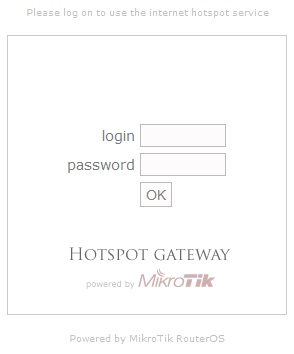 Please log on to use the internet hotspot service
login
password
OK
HOTSPOT GATEWAY
powered by MikroTik
Powered by MikroTik RouterOS